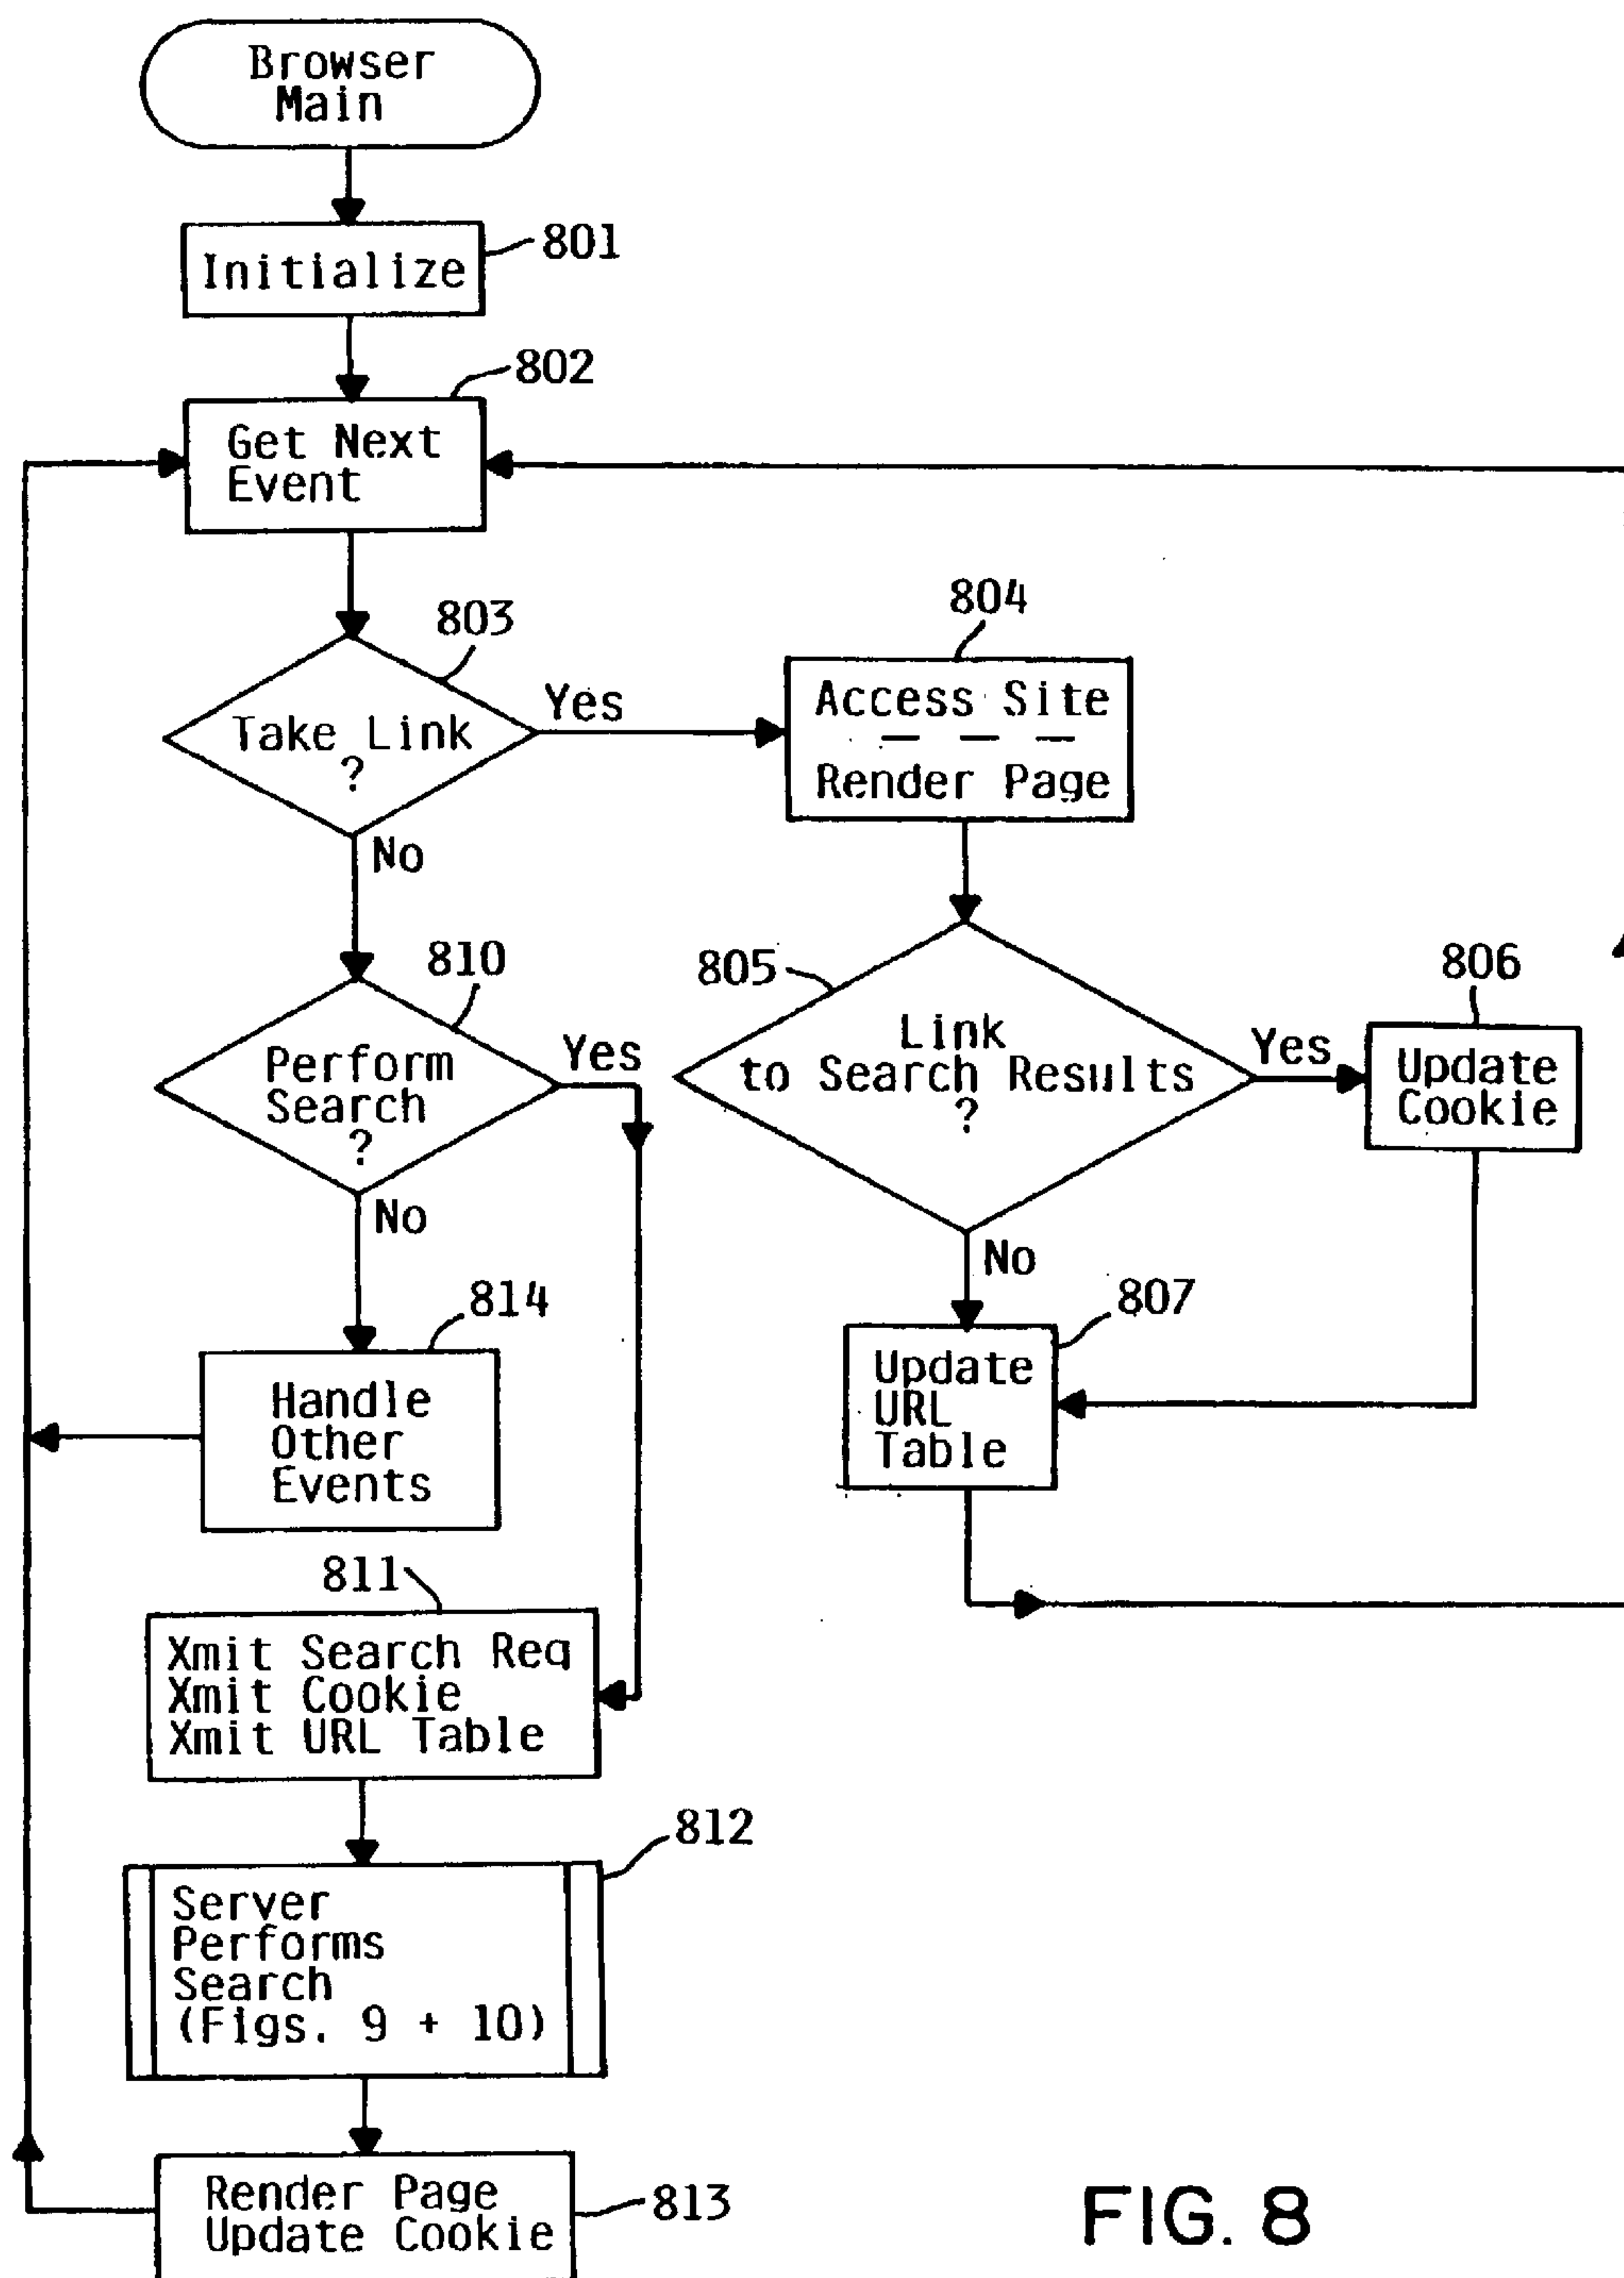 Browser
Main
801
Initialize
802
Get Next
Event
803
Take Link
?
Yes
No
804
Access Site
Render Page
805
Link
to Search Results
?
Yes
No
806
Update
Cookie
807
Update
URL
Table
810
Perform
Search
?
Yes
No
814
Handle
Other
Events
811
Xmit Search Req
Xmit Cookie
Xmit URL Table
812
Server
Performs
Search
(Figs. 9 + 10)
813
Render Page
Update Cookie
FIG. 8